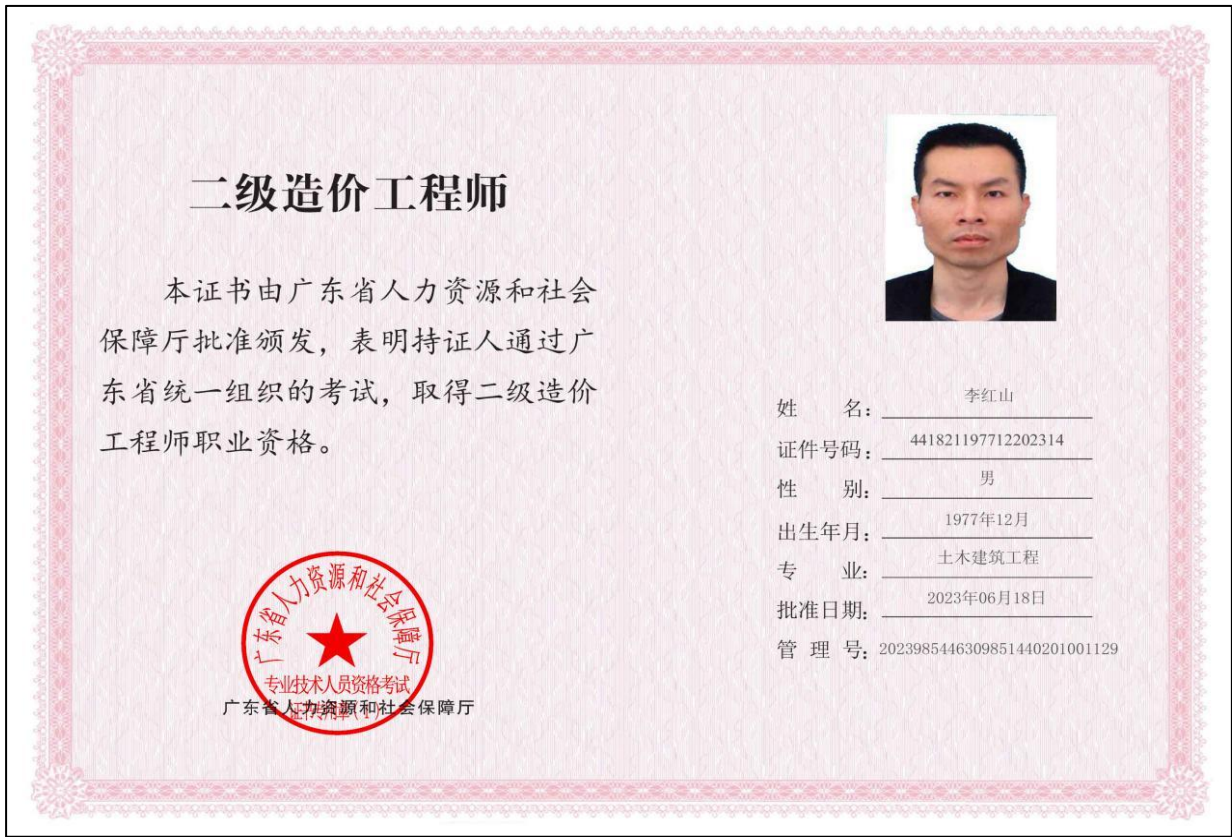 二级造价工程师
本证书由广东省人力资源和社会
保障厅批准颁发，表明持证人通过广
东省统一组织的考试，取得二级造价
工程师职业资格。
广东省人力资源和社会保障厅
专业技术人员资格考试
证书专用章（1）
广东省人力资源和社会保障厅
姓 名：李红山
证件号码：441821197712202314
性 别：男
出生年月：1977年12月
专 业：土木建筑工程
批准日期：2023年06月18日
管 理 号：20239854463098514402010011​29